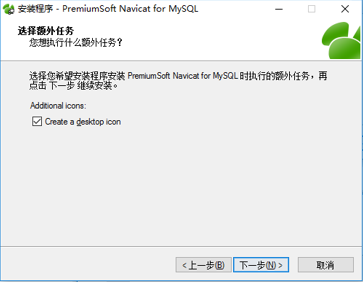 安装程序 - PremiumSoft Navicat for MySQL
选择额外任务
您想执行什么额外任务？
选择您希望安装程序安装 PremiumSoft Navicat for MySQL 时执行的额外任务，再
点击 下一步 继续安装。
Additional icons:
Create a desktop icon
< 上一步(B)
下一步(N) >
取消